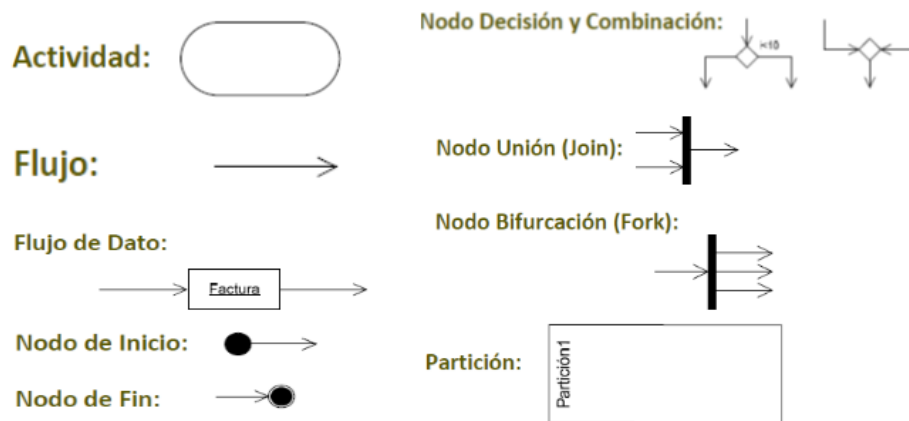 Actividad:
Flujo:
Flujo de Dato:
Factura
Nodo de Inicio:
Nodo de Fin:
Nodo Decisión y Combinación:
i<10
Nodo Unión (Join):
Nodo Bifurcación (Fork):
Partición:
Partición1